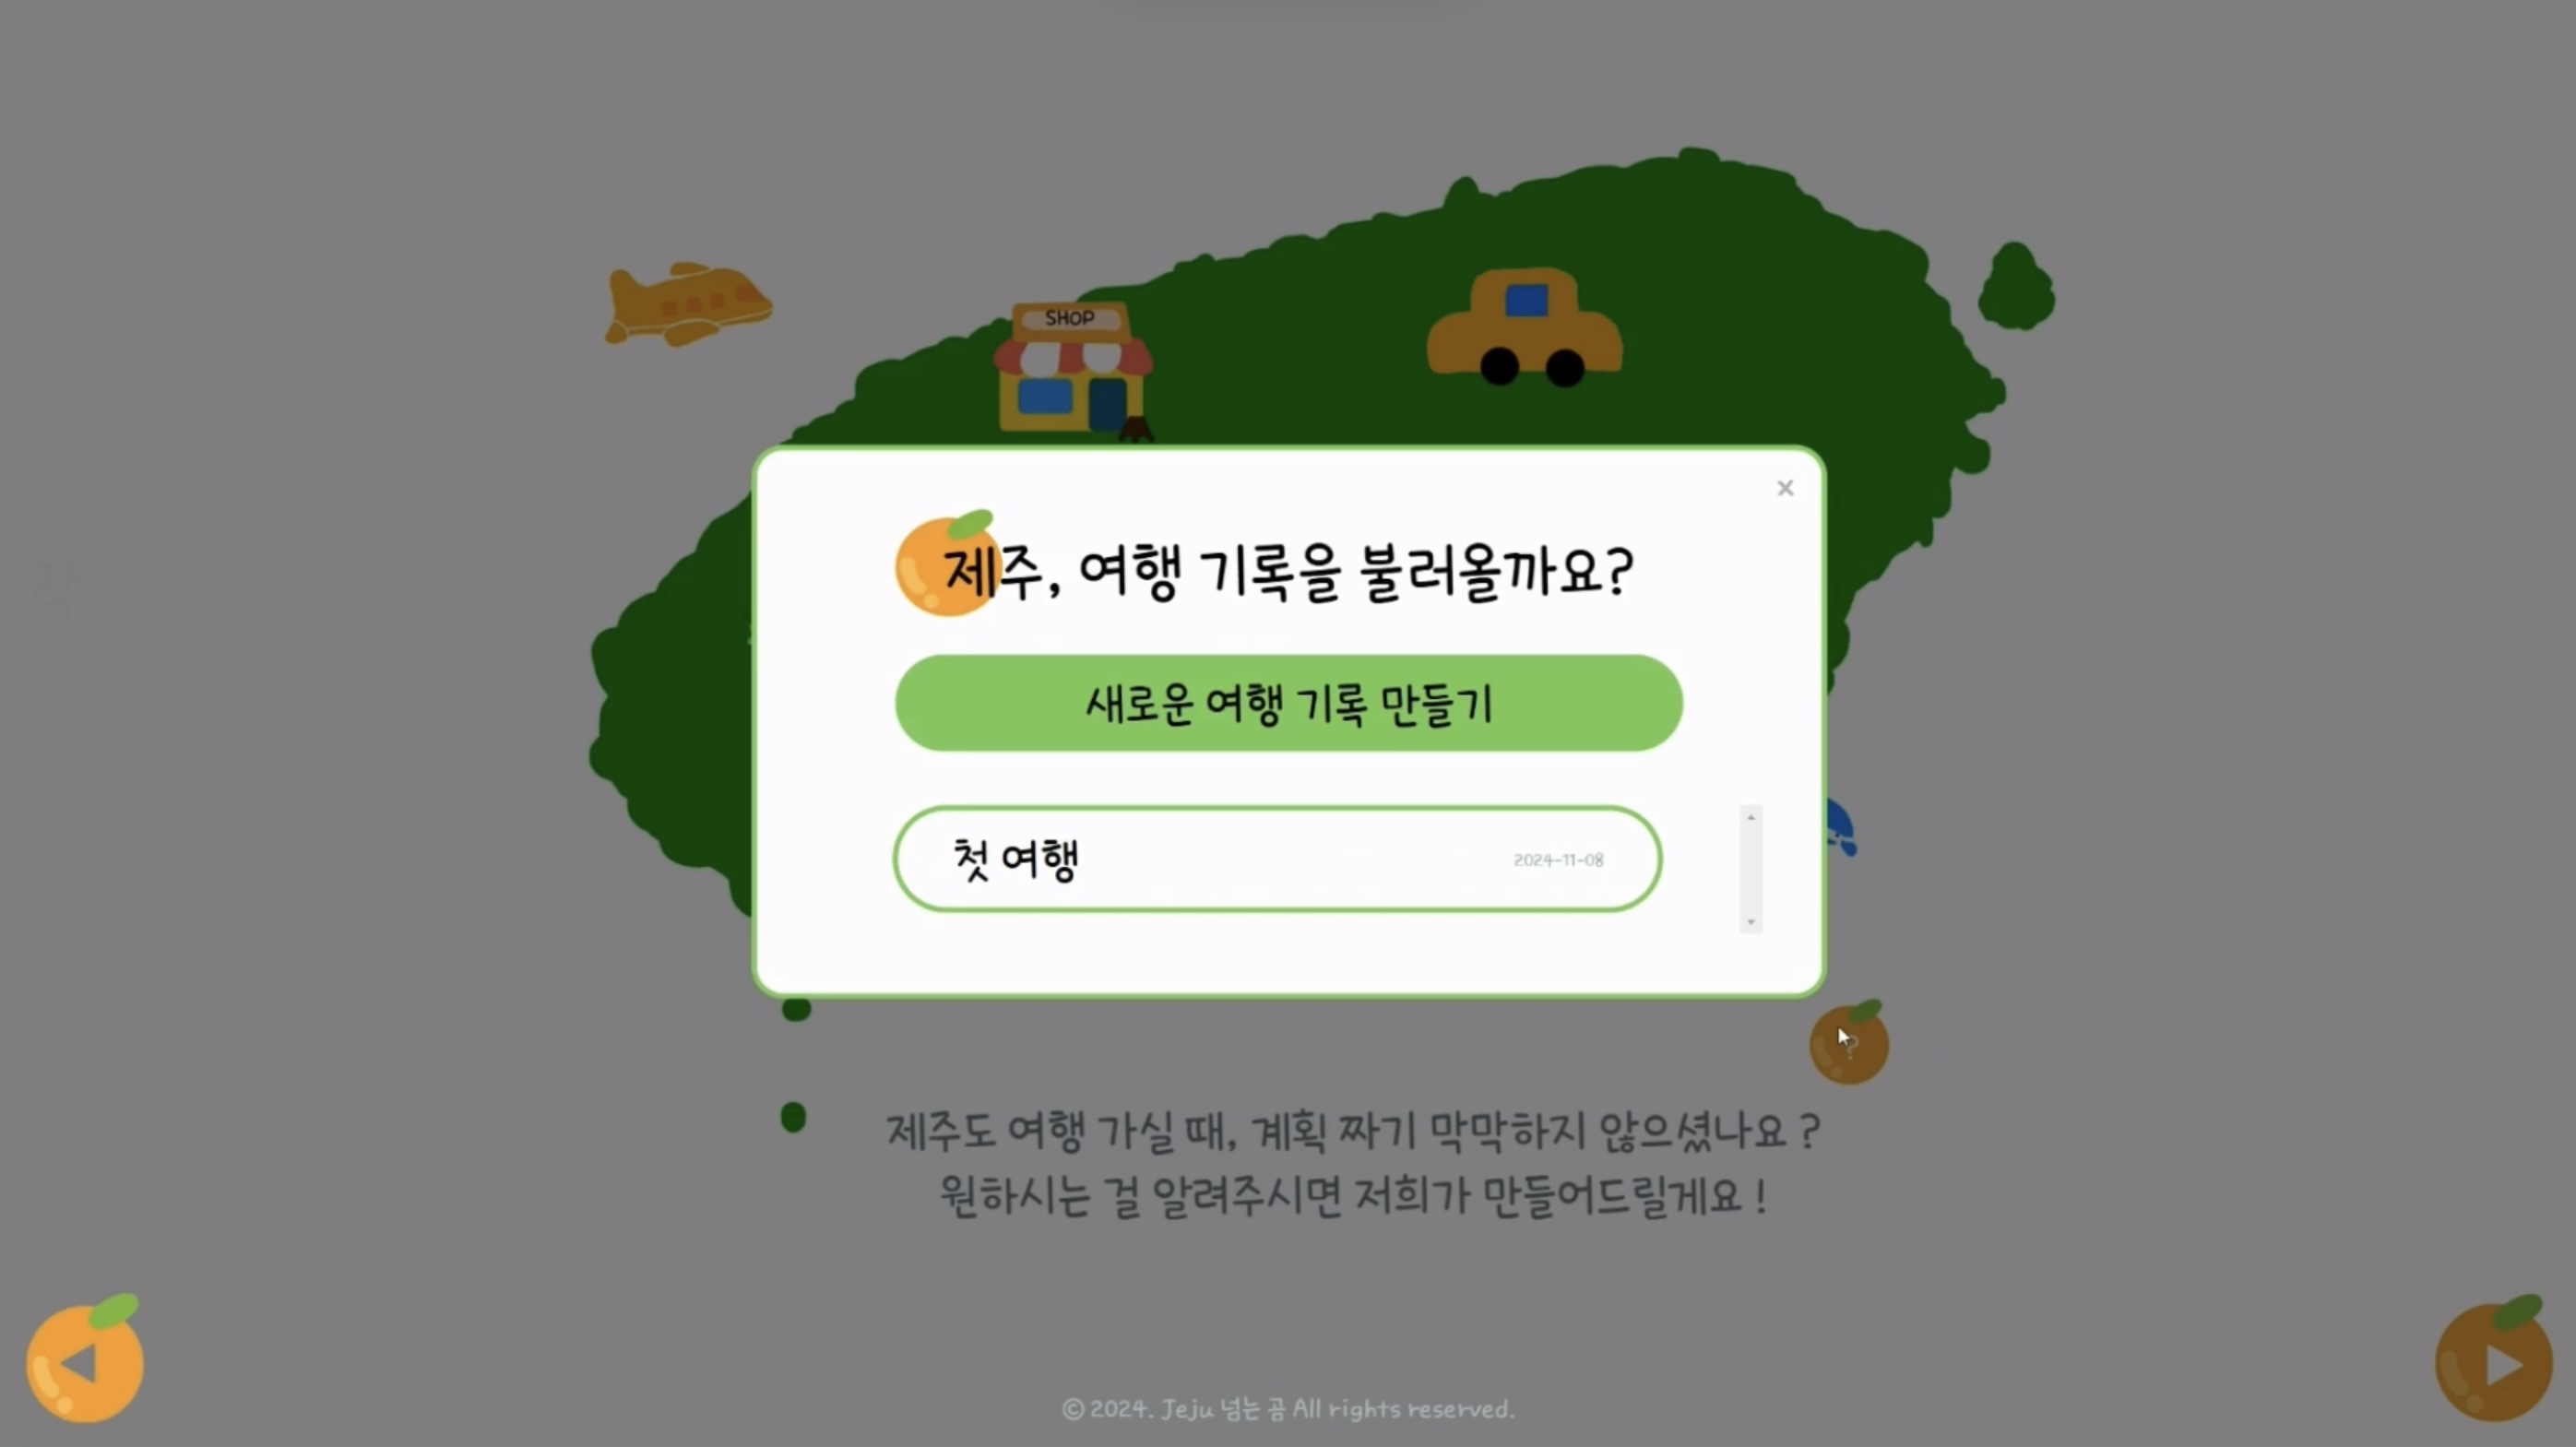 SHOP
제주, 여행 기록을 불러올까요?
새로운 여행 기록 만들기
첫 여행 2024-11-08
?
제주도 여행 가실 때, 계획 짜기 막막하지 않으셨나요 ?
원하시는 걸 알려주시면 저희가 만들어드릴게요 !
© 2024. Jeju 넘는 곰 All rights reserved.